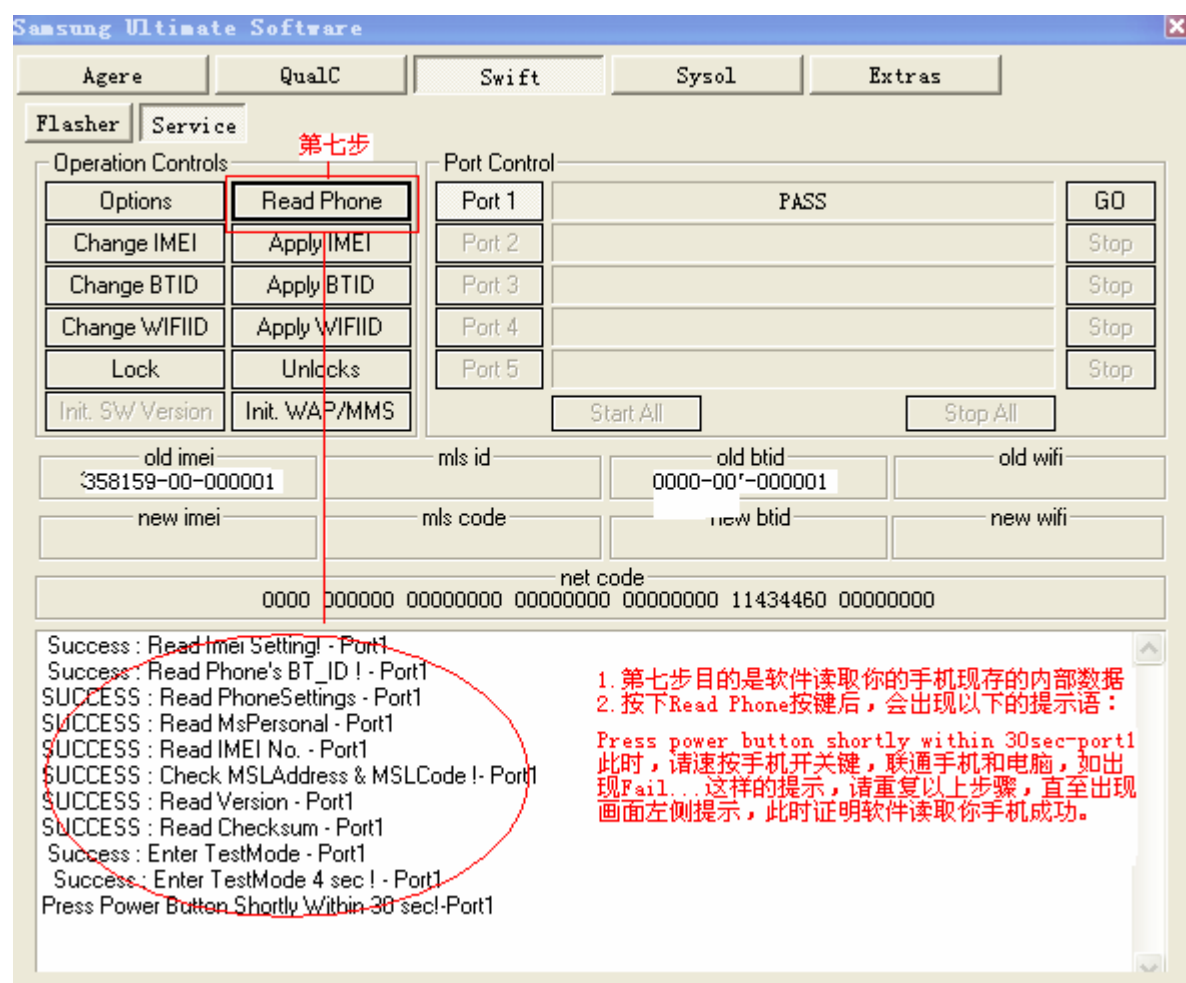 Samsung Ultimate Software
Agere
QualC
Swift
Sysol
Extras
Flasher
Service
第七步
Operation Controls
Options
Read Phone
Change IMEI
Apply IMEI
Change BTID
Apply BTID
Change WIFIID
Apply WIFIID
Lock
Unlocks
Init. SW Version
Init. WAP/MMS
Port Control
Port 1
PASS
GO
Port 2
Stop
Port 3
Stop
Port 4
Stop
Port 5
Stop
Start All
Stop All
old imei
358159-00-000001
mls id
old btid
0000-00'-000001
old wifi
new imei
mls code
new btid
new wifi
net code
0000 000000 00000000 00000000 00000000 11434460 00000000
Success : Read Imei Setting! - Port1
Success : Read Phone's BT_ID ! - Port1
SUCCESS : Read PhoneSettings - Port1
SUCCESS : Read MsPersonal - Port1
SUCCESS : Read IMEI No. - Port1
SUCCESS : Check MSLAddress & MSLCode !- Port1
SUCCESS : Read Version - Port1
SUCCESS : Read Checksum - Port1
Success : Enter TestMode - Port1
Success : Enter TestMode 4 sec ! - Port1
Press Power Button Shortly Within 30 sec!-Port1
1.第七步目的是软件读取你的手机现存的内部数据
2.按下Read Phone按键后，会出现以下的提示语：
Press power button shortly within 30sec-port1
此时，请速按手机开关键，联通手机和电脑，如出
现Fail...这样的提示，请重复以上步骤，直至出现
画面左侧提示，此时证明软件读取你手机成功。